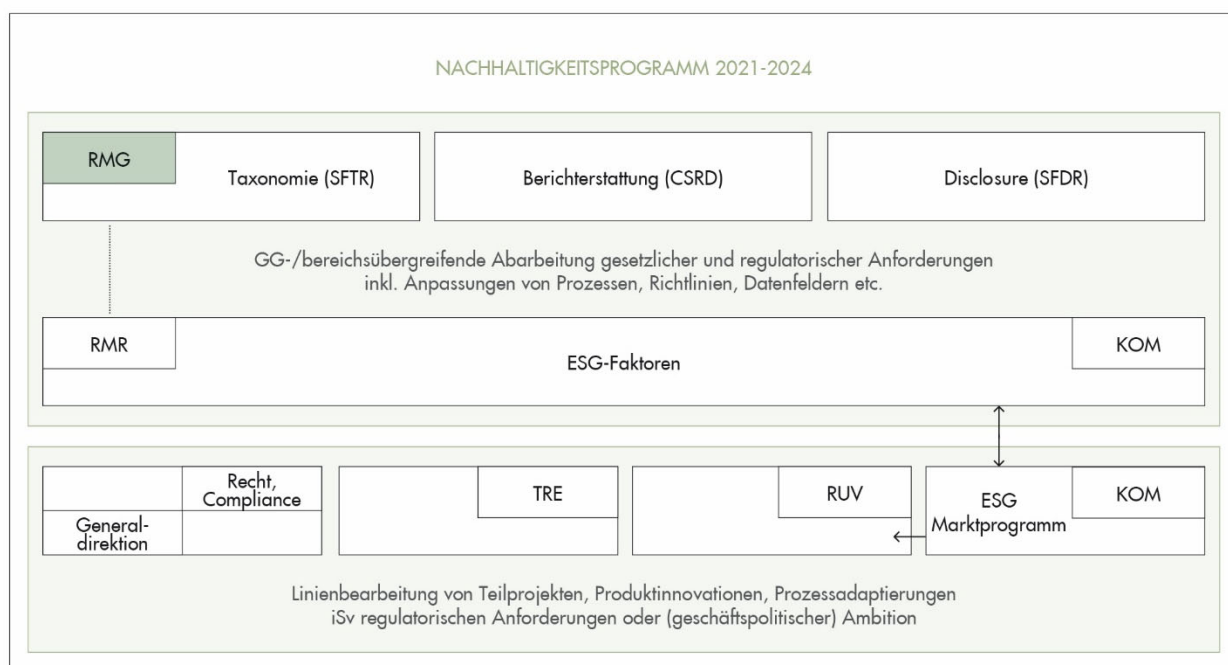 NACHHALTIGKEITSPROGRAMM 2021-2024
RMG
Taxonomie (SFTR)
Berichterstattung (CSRD)
Disclosure (SFDR)
GG-/bereichsübergreifende Abarbeitung gesetzlicher und regulatorischer Anforderungen
inkl. Anpassungen von Prozessen, Richtlinien, Datenfeldern etc.
RMR
ESG-Faktoren
KOM
Recht,
Compliance
General-
direktion
TRE
RUV
ESG
Marktprogramm
KOM
Linienbearbeitung von Teilprojekten, Produktinnovationen, Prozessadaptierungen
iSv regulatorischen Anforderungen oder (geschäftspolitischer) Ambition